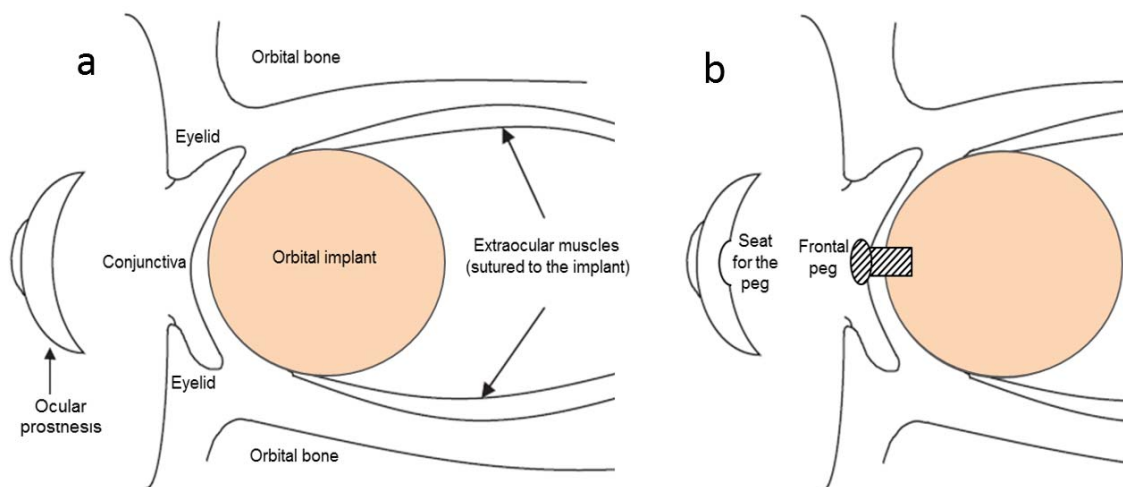 a
Orbital bone
Eyelid
Conjunctiva
Orbital implant
Extraocular muscles
(sutured to the implant)
Eyelid
Ocular
prostnesis
Orbital bone
b
Seat
for the
peg
Frontal
peg